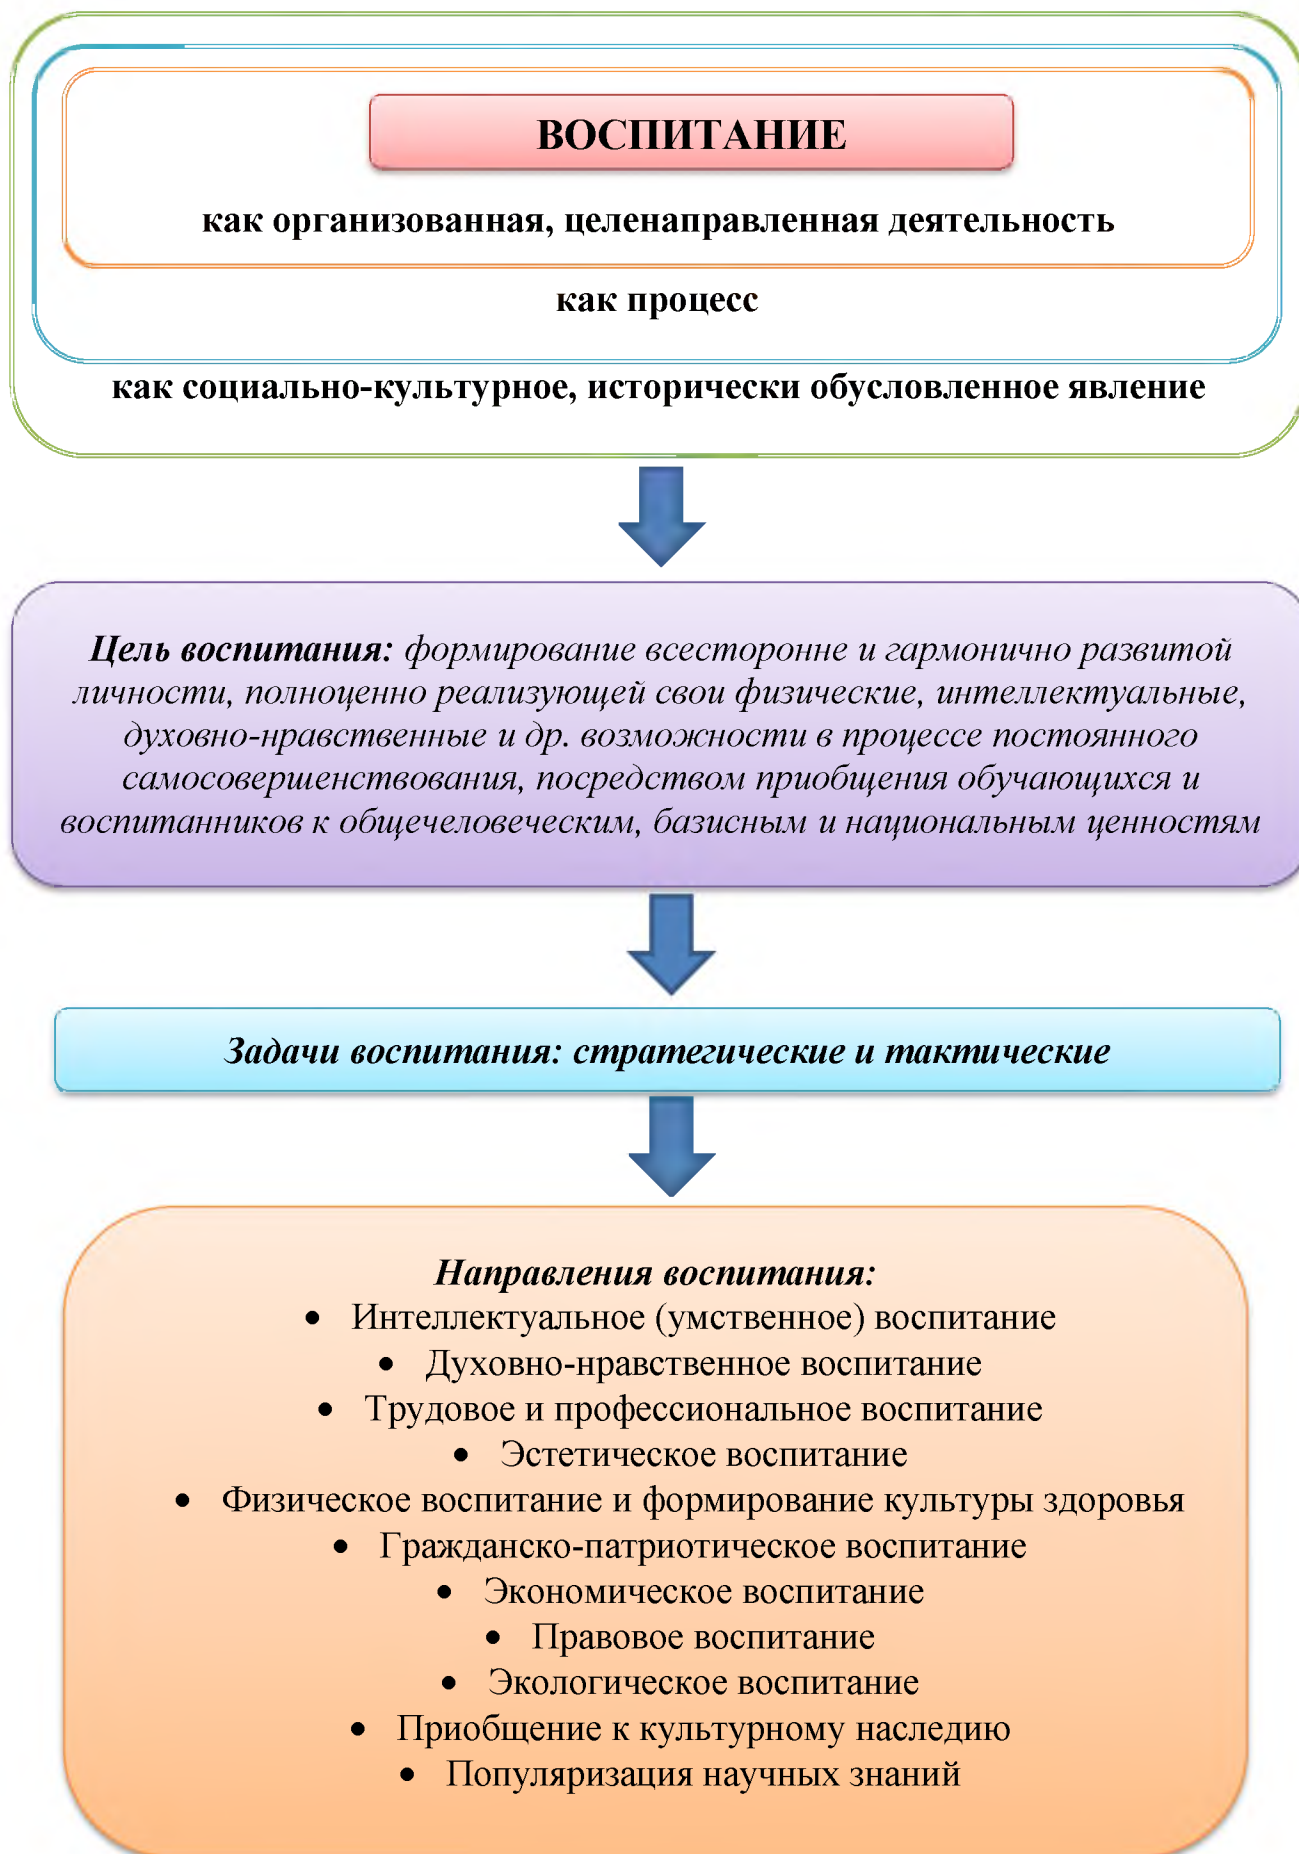 ВОСПИТАНИЕ
как организованная, целенаправленная деятельность
как процесс
как социально-культурное, исторически обусловленное явление
Цель воспитания: формирование всесторонне и гармонично развитой
личности, полноценно реализующей свои физические, интеллектуальные,
духовно-нравственные и др. возможности в процессе постоянного
самосовершенствования, посредством приобщения обучающихся и
воспитанников к общечеловеческим, базисным и национальным ценностям
Задачи воспитания: стратегические и тактические
Направления воспитания:
• Интеллектуальное (умственное) воспитание
• Духовно-нравственное воспитание
• Трудовое и профессиональное воспитание
• Эстетическое воспитание
• Физическое воспитание и формирование культуры здоровья
• Гражданско-патриотическое воспитание
• Экономическое воспитание
• Правовое воспитание
• Экологическое воспитание
• Приобщение к культурному наследию
• Популяризация научных знаний